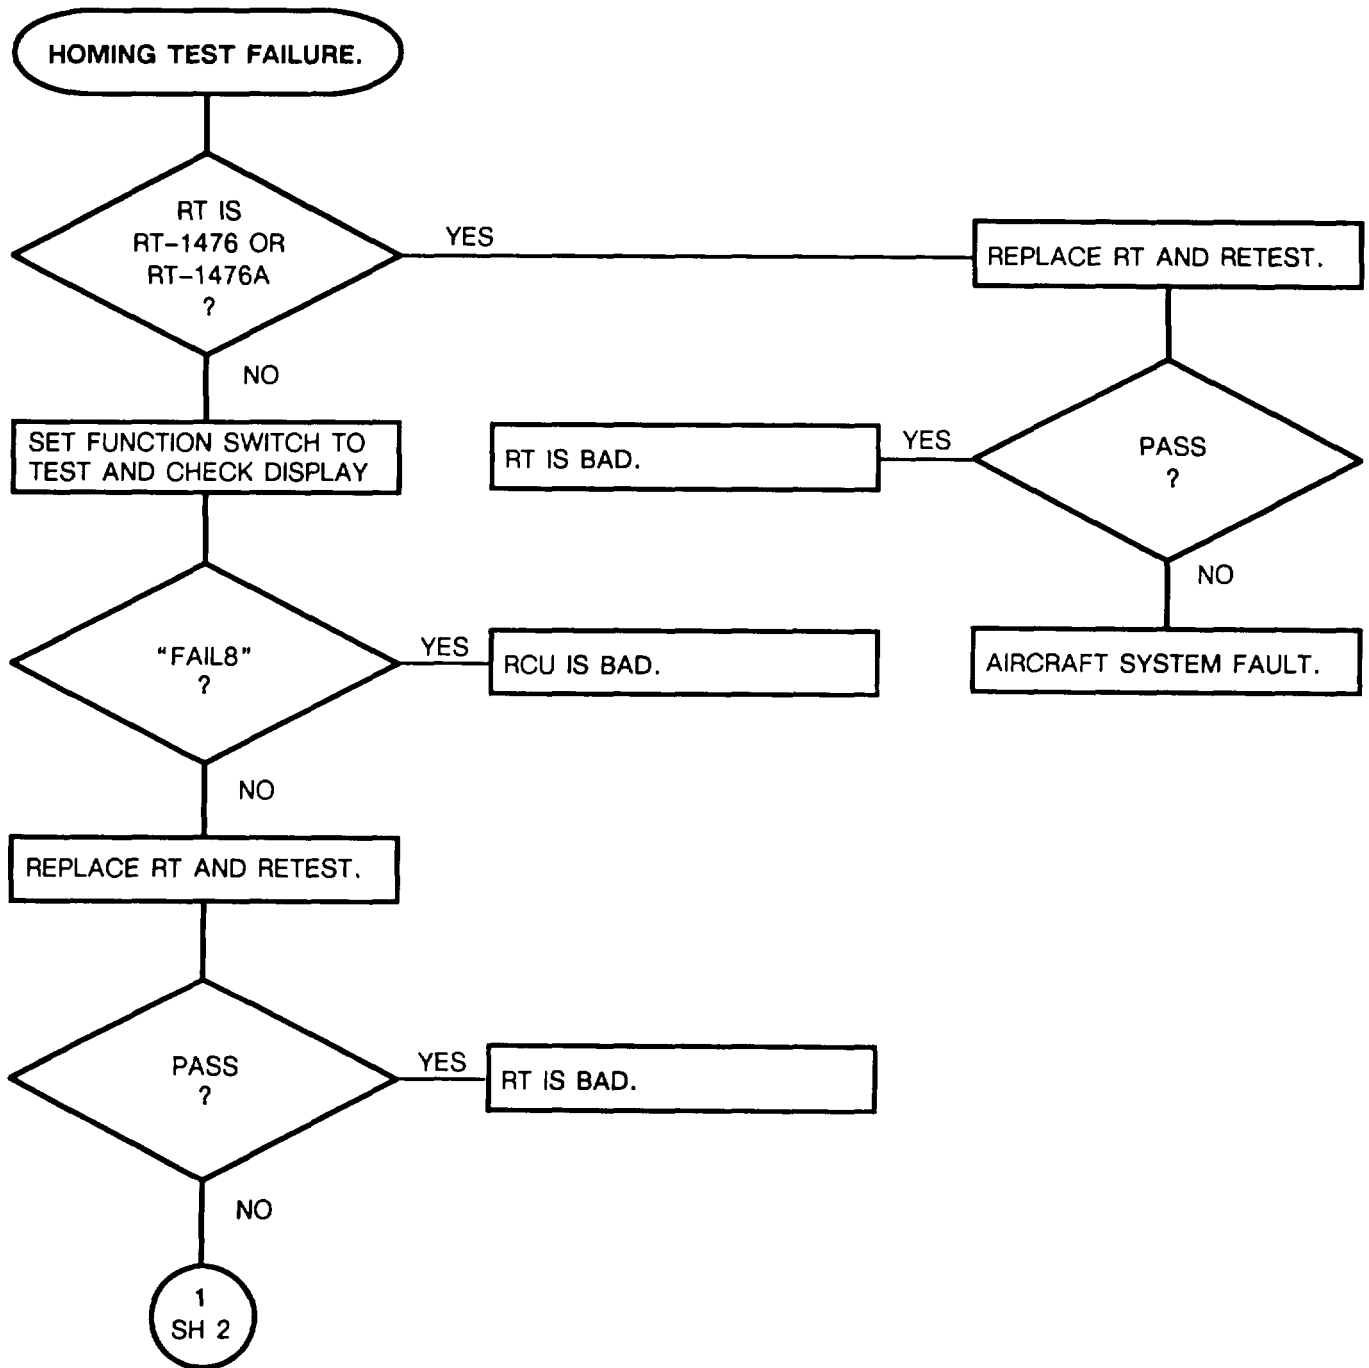 HOMING TEST FAILURE.
RT IS
RT-1476 OR
RT-1476A
?
YES
REPLACE RT AND RETEST.
NO
PASS
?
YES
RT IS BAD.
NO
AIRCRAFT SYSTEM FAULT.
SET FUNCTION SWITCH TO
TEST AND CHECK DISPLAY
"FAIL8"
?
YES
RCU IS BAD.
NO
REPLACE RT AND RETEST.
PASS
?
YES
RT IS BAD.
NO
1
SH 2